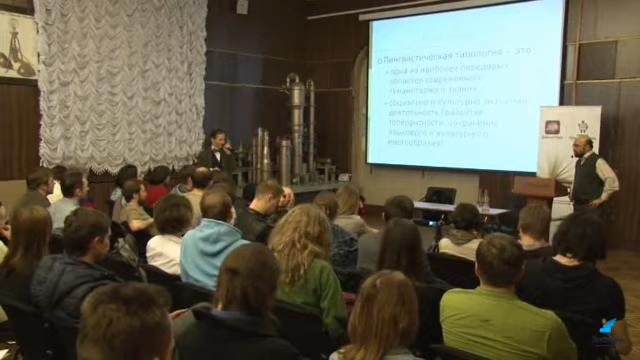 Лингвистическая типология – это
одна из наиболее передовых
областей современного
гуманитарного знания
социально и культурно значимая
деятельность (развитие
толерантности, сохранение
языкового и культурного
многообразия)